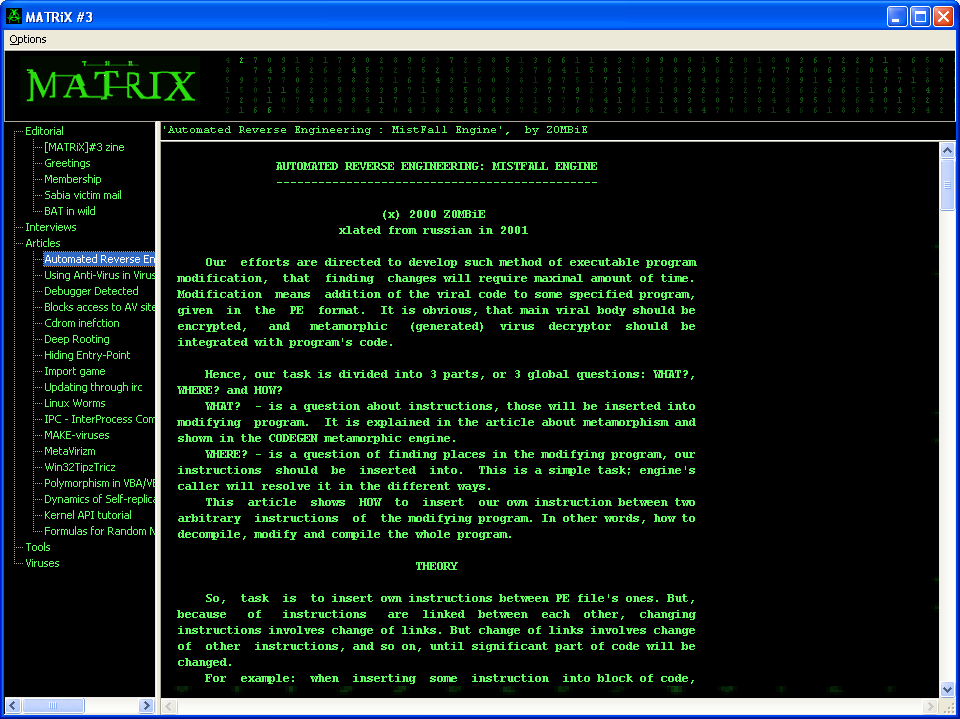 MATRiX #3
Options
THE
MATRIX
Editorial
[MATRiX]#3 zine
Greetings
Membership
Sabia victim mail
BAT in wild
Interviews
Articles
Automated Reverse En
Using Anti-Virus in Virus
Debugger Detected
Blocks access to AV site
Cdrom inefction
Deep Rooting
Hiding Entry-Point
Import game
Updating through irc
Linux Worms
IPC - InterProcess Com
MAKE-viruses
MetaVirizm
Win32TipzTricz
Polymorphism in VBA/VB
Dynamics of Self-replica
Kernel API tutorial
Formulas for Random N
Tools
Viruses
'Automated Reverse Engineering : MistFall Engine', by ZOMBiE
AUTOMATED REVERSE ENGINEERING: MISTFALL ENGINE
----------------------------------------------
(x) 2000 ZOMBiE
xlated from russian in 2001
Our efforts are directed to develop such method of executable program
modification, that finding changes will require maximal amount of time.
Modification means addition of the viral code to some specified program,
given in the PE format. It is obvious, that main viral body should be
encrypted, and metamorphic (generated) virus decryptor should be
integrated with program's code.
Hence, our task is divided into 3 parts, or 3 global questions: WHAT?,
WHERE? and HOW?
WHAT? - is a question about instructions, those will be inserted into
modifying program. It is explained in the article about metamorphism and
shown in the CODEGEN metamorphic engine.
WHERE? - is a question of finding places in the modifying program, our
instructions should be inserted into. This is a simple task; engine's
caller will resolve it in the different ways.
This article shows HOW to insert our own instruction between two
arbitrary instructions of the modifying program. In other words, how to
decompile, modify and compile the whole program.
THEORY
So, task is to insert own instructions between PE file's ones. But,
because of instructions are linked between each other, changing
instructions involves change of links. But change of links involves change
of other instructions, and so on, until significant part of code will be
changed.
For example: when inserting some instruction into block of code,